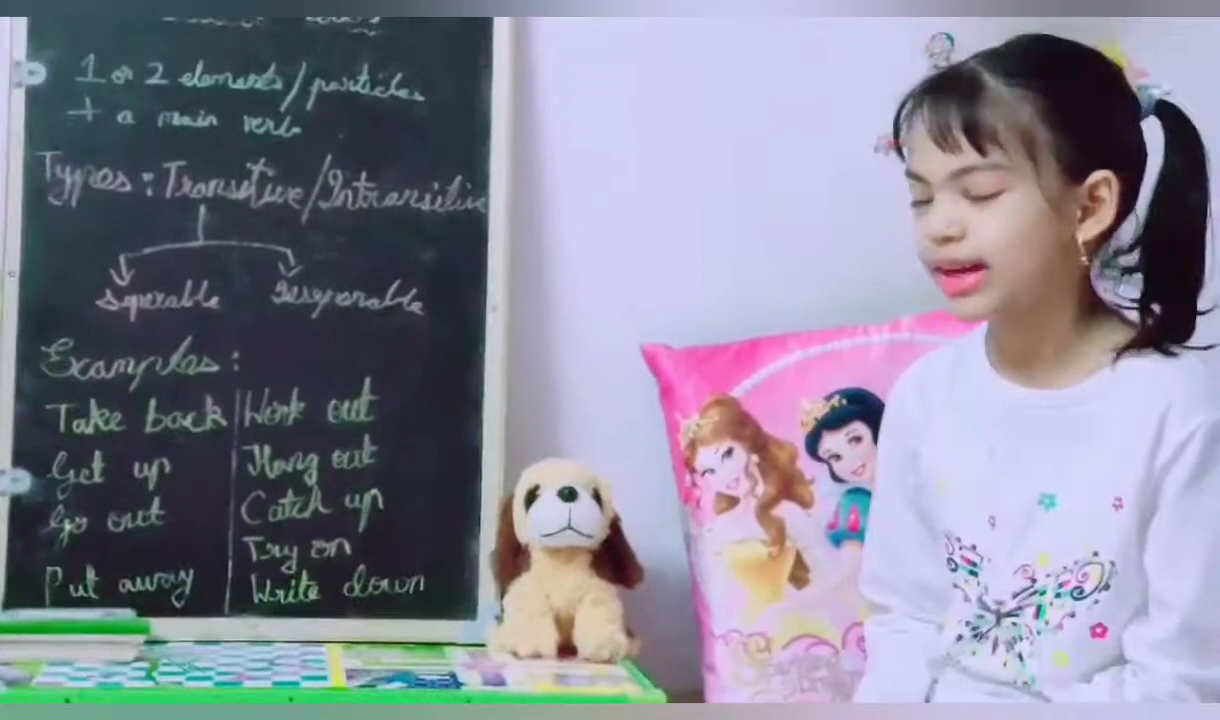 1 or 2 elements/particles
+ a main verb
Types: Transitive/Intransitive
Seperable Inseparable
Examples:
Take back | Work out
Get up Hang out
Go out Catch up
Try on
Put away Write down